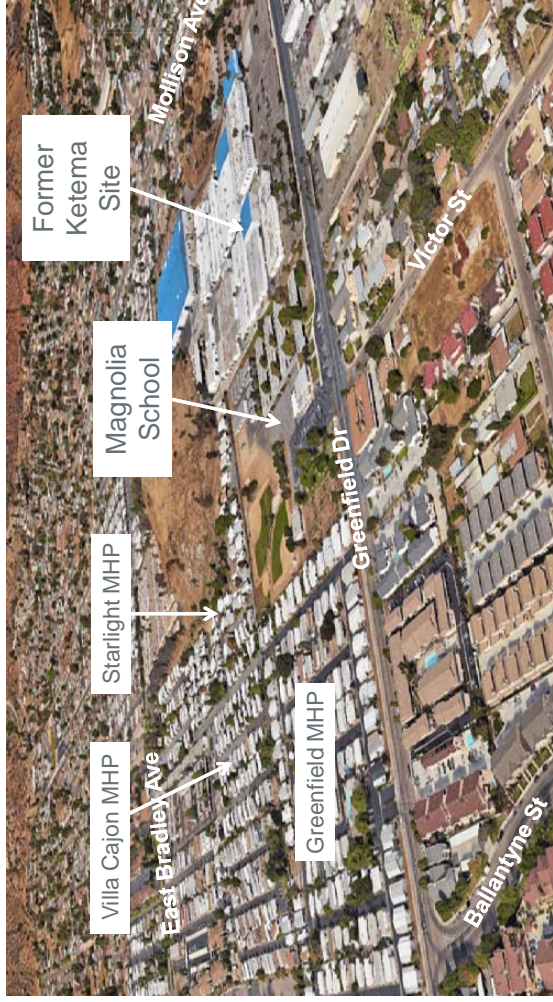 Former
Ketema
Site
Mollison Ave
Magnolia
School
Victor St
Greenfield Dr
Starlight MHP
Villa Cajon MHP
East Bradley Ave
Greenfield MHP
Ballantyne St